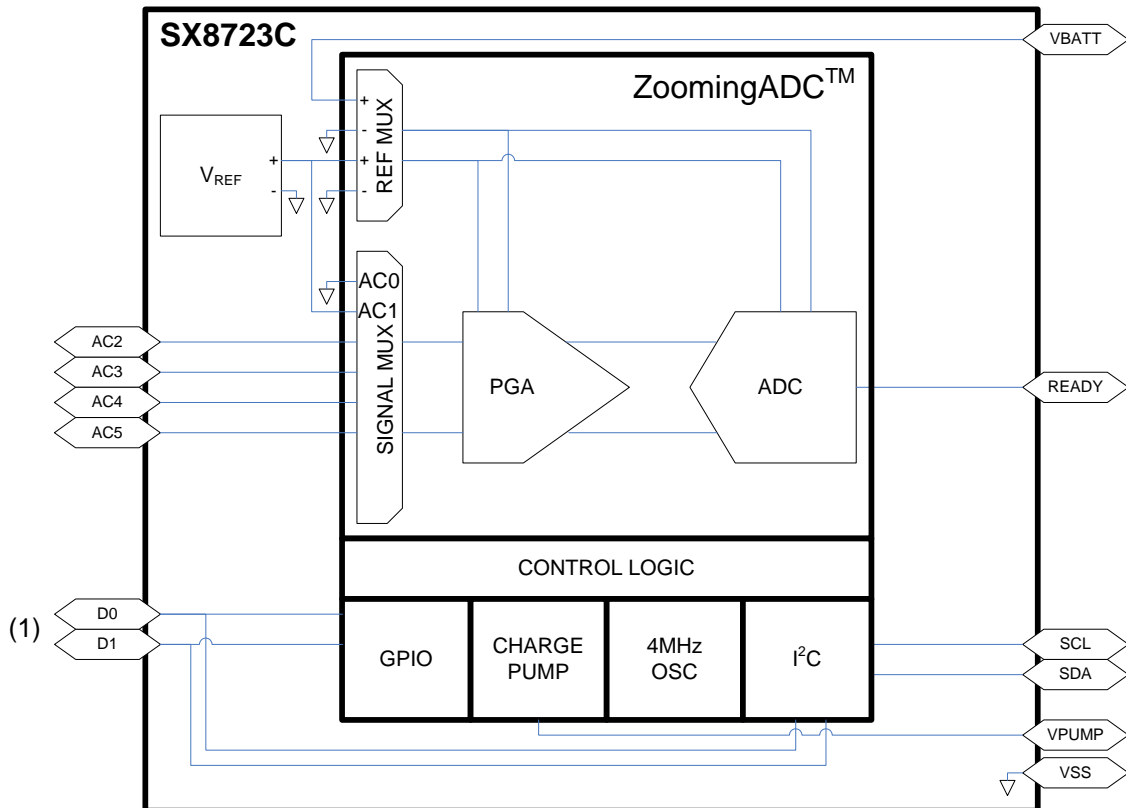 SX8723C
VBATT
ZoomingADC™
+
-
+
-
REF MUX
VREF
+
-
AC0
AC1
SIGNAL MUX
AC2
AC3
AC4
AC5
PGA
ADC
READY
CONTROL LOGIC
(1)
D0
D1
GPIO
CHARGE
PUMP
4MHz
OSC
I²C
SCL
SDA
VPUMP
VSS